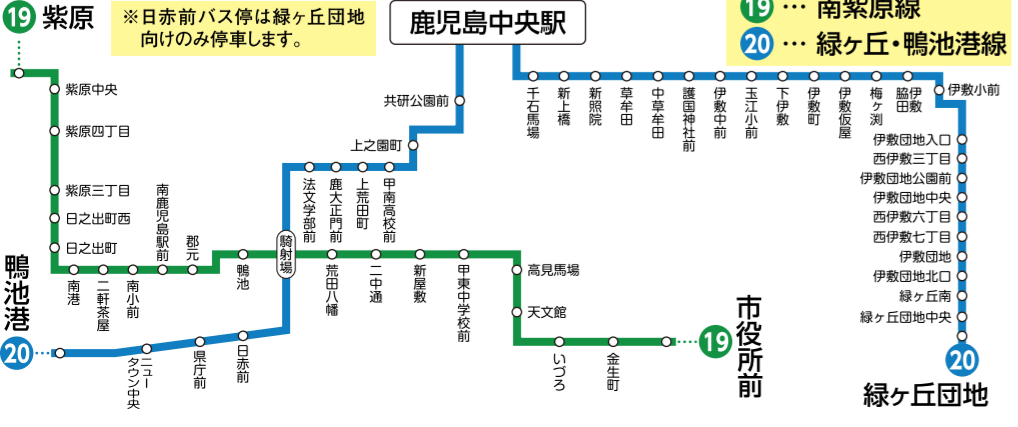 19 紫原
※日赤前バス停は緑ヶ丘団地
向けのみ停車します。
鹿児島中央駅
19 … 南紫原線
20 … 緑ヶ丘・鴨池港線
紫原中央
紫原四丁目
紫原三丁目
日之出町西
日之出町
南港
二軒茶屋
南小前
南鹿児島駅前
郡元
鴨池
騎射場
荒田八幡
二中通
新屋敷
甲東中学校前
高見馬場
天文館
いづろ
金生町
19
市役所前
鴨池港
20
ニュー
タウン中央
県庁前
日赤前
法文学部前
鹿大正門前
上荒田町
甲南高校前
上之園町
共研公園前
千石馬場
新上橋
新照院
草牟田
中草牟田
護国神社前
伊敷中前
玉江小前
下伊敷
伊敷町
伊敷仮屋
梅ヶ渕
伊敷
脇田
伊敷小前
伊敷団地入口
西伊敷三丁目
伊敷団地公園前
伊敷団地中央
西伊敷六丁目
西伊敷七丁目
伊敷団地
伊敷団地北口
緑ヶ丘南
緑ヶ丘団地中央
20
緑ヶ丘団地